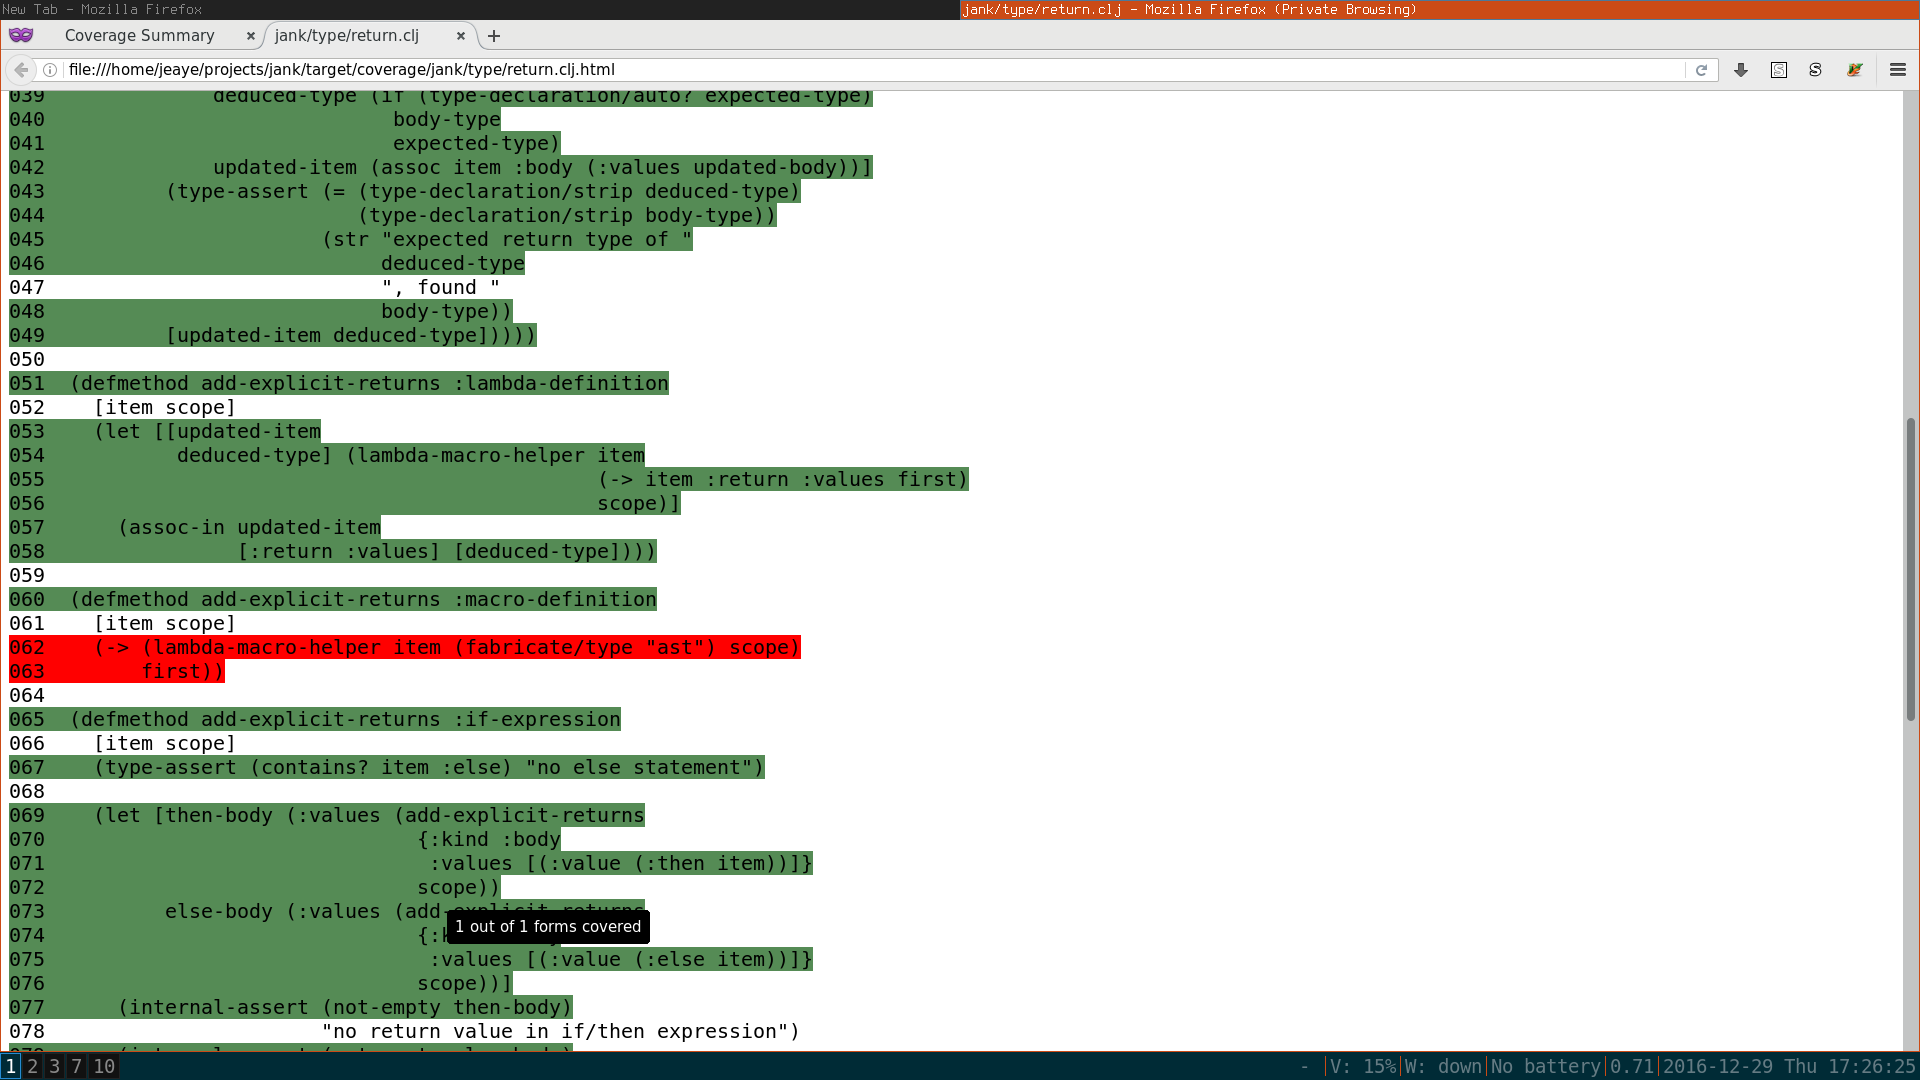 New Tab - Mozilla Firefox
jank/type/return.clj - Mozilla Firefox (Private Browsing)
Coverage Summary × jank/type/return.clj × +
file:///home/jeaye/projects/jank/target/coverage/jank/type/return.clj.html
039              deduced-type (if (type-declaration/auto? expected-type)
040                             body-type
041                             expected-type)
042              updated-item (assoc item :body (:values updated-body))]
043          (type-assert (= (type-declaration/strip deduced-type)
044                          (type-declaration/strip body-type))
045                       (str "expected return type of "
046                            deduced-type
047                            ", found "
048                            body-type))
049          [updated-item deduced-type]))))
050
051  (defmethod add-explicit-returns :lambda-definition
052    [item scope]
053    (let [[updated-item
054           deduced-type] (lambda-macro-helper item
055                                              (-> item :return :values first)
056                                              scope)]
057      (assoc-in updated-item
058                [:return :values] [deduced-type])))
059
060  (defmethod add-explicit-returns :macro-definition
061    [item scope]
062    (-> (lambda-macro-helper item (fabricate/type "ast") scope)
063        first))
064
065  (defmethod add-explicit-returns :if-expression
066    [item scope]
067    (type-assert (contains? item :else) "no else statement")
068
069    (let [then-body (:values (add-explicit-returns
070                               {:kind :body
071                                :values [(:value (:then item))]}
072                               scope))
073          else-body (:values (add-explicit-returns
1 out of 1 forms covered
074                               {:k
075                                :values [(:value (:else item))]}
076                               scope))]
077      (internal-assert (not-empty then-body)
078                       "no return value in if/then expression")
1 2 3 7 10
- |V: 15%|W: down|No battery|0.71|2016-12-29 Thu 17:26:25